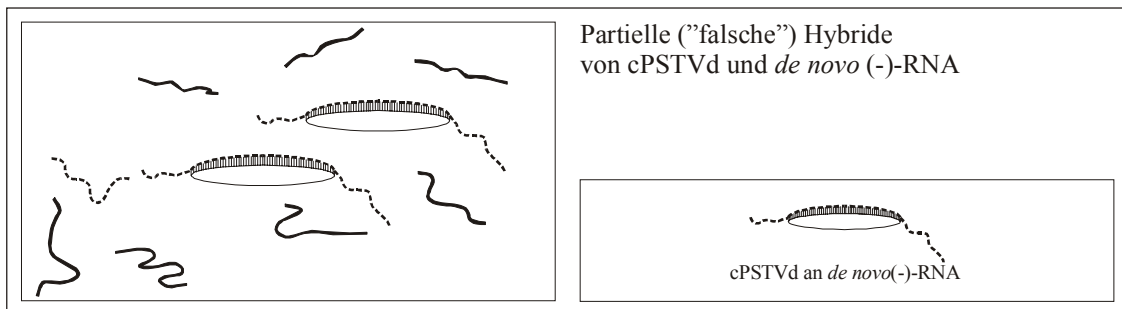 Partielle (”falsche”) Hybride
von cPSTVd und de novo (-)-RNA
cPSTVd an de novo(-)-RNA